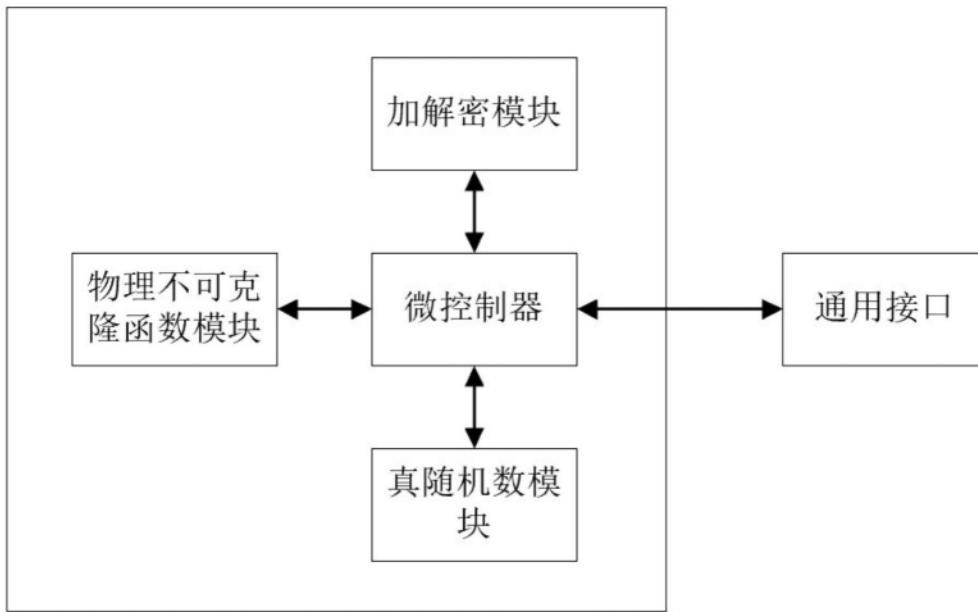 加解密模块
物理不可克
隆函数模块
微控制器
通用接口
真随机数模
块